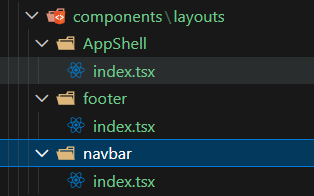 components\layouts
AppShell
index.tsx
footer
index.tsx
navbar
index.tsx